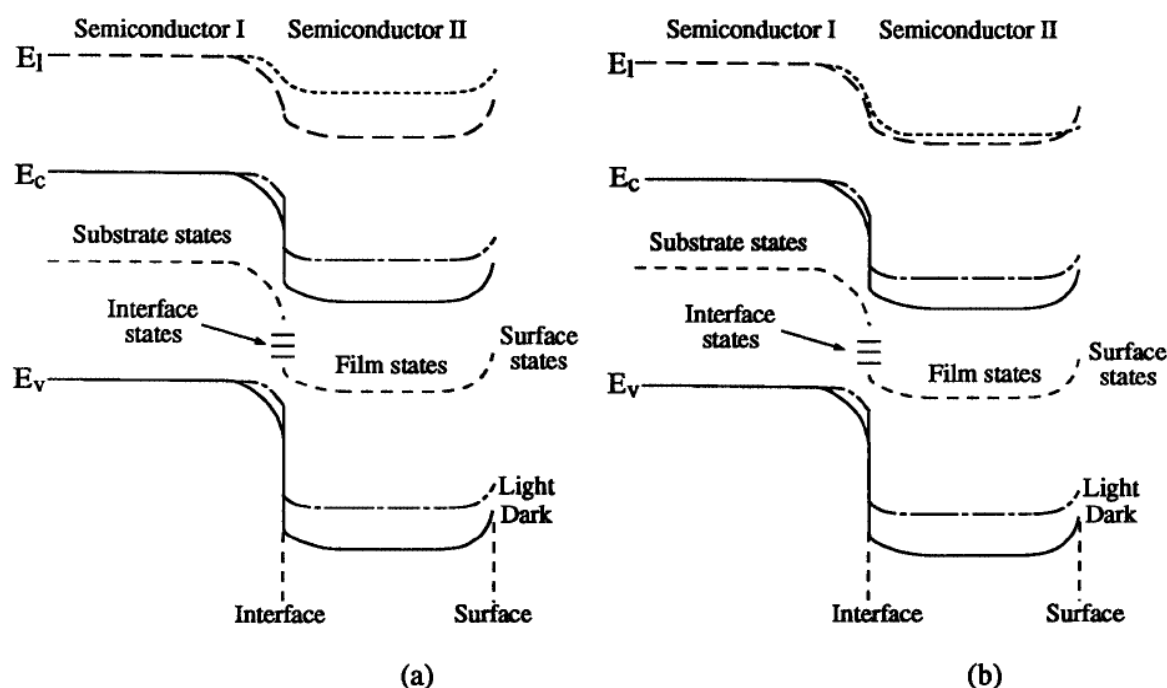 Semiconductor I Semiconductor II
El
Ec
Substrate states
Interface
states
Surface
states
Film states
Ev
Light
Dark
Interface Surface
(a)
Semiconductor I Semiconductor II
El
Ec
Substrate states
Interface
states
Surface
states
Film states
Ev
Light
Dark
Interface Surface
(b)